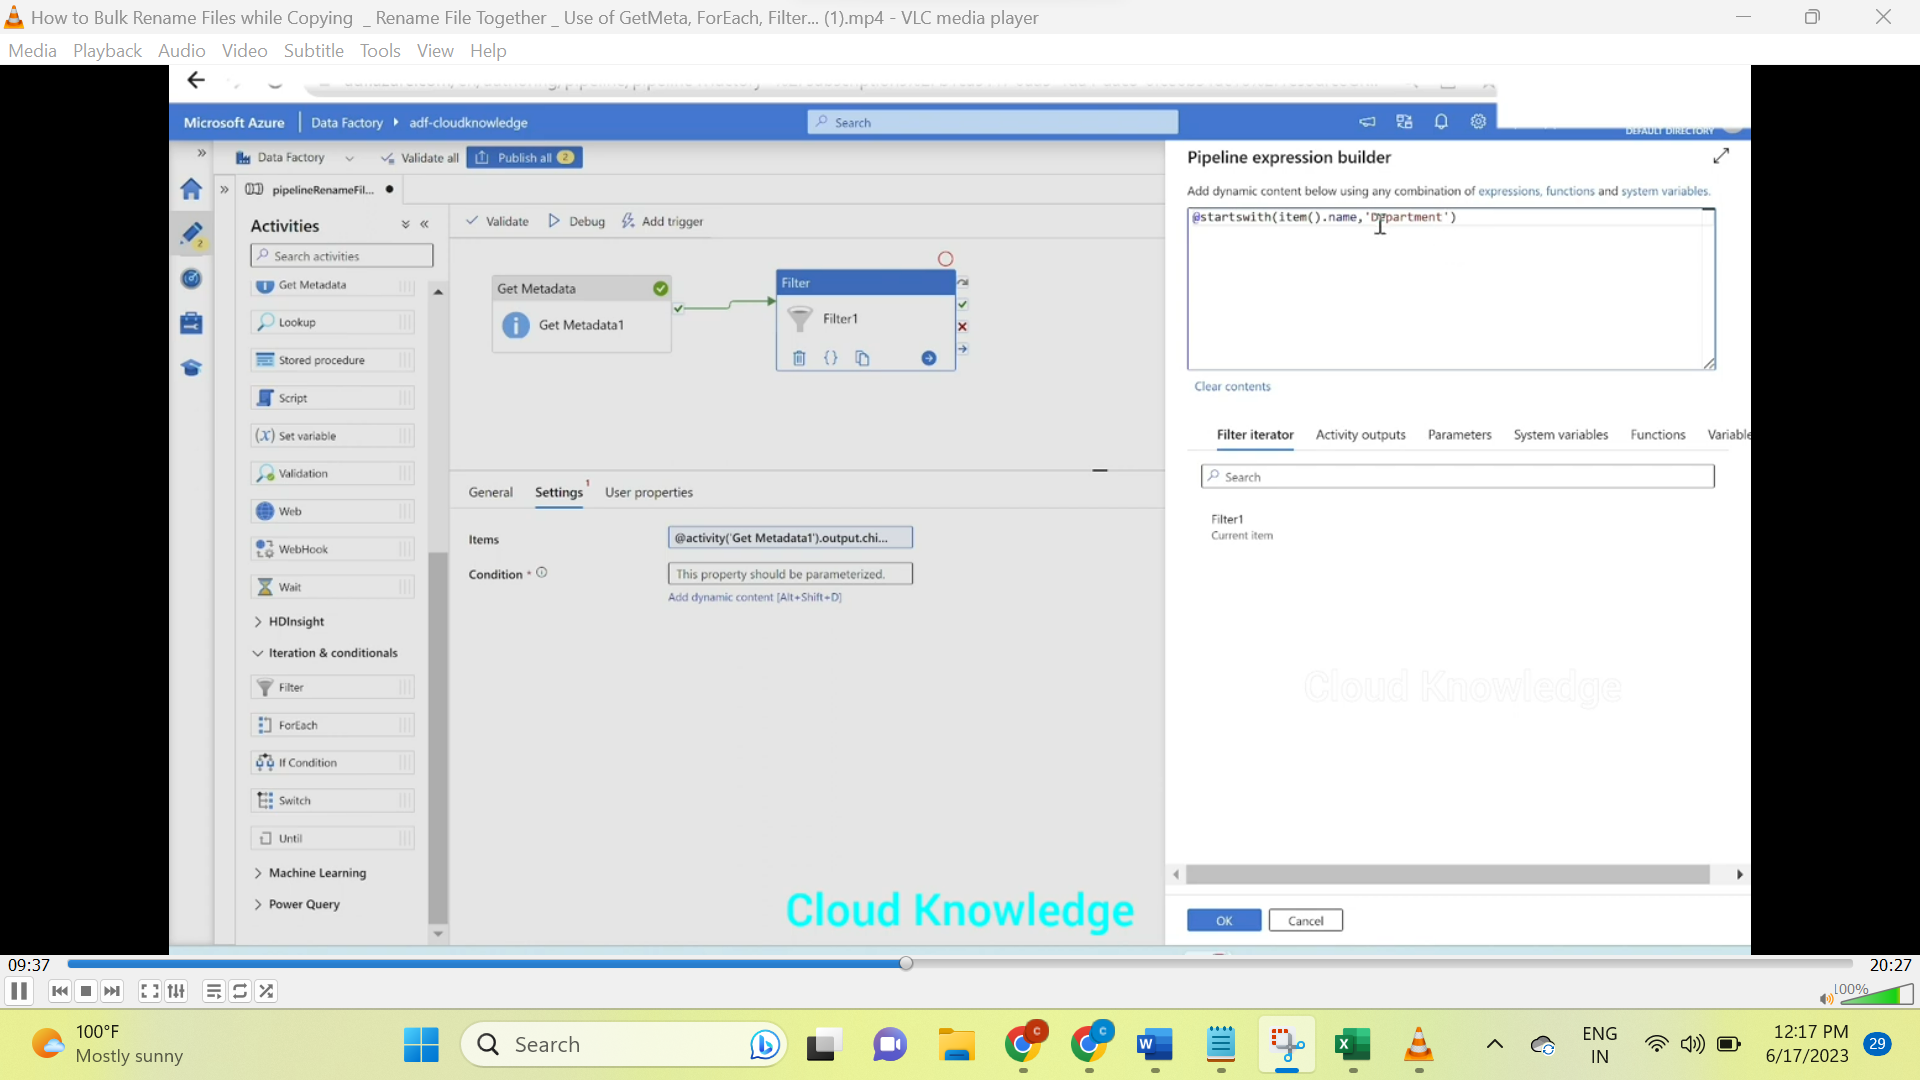 How to Bulk Rename Files while Copying _ Rename File Together _ Use of GetMeta, ForEach, Filter... (1).mp4 - VLC media player
Media Playback Audio Video Subtitle Tools View Help
Microsoft Azure Data Factory adf-cloudknowledge Search
DEFAULT DIRECTORY
Data Factory Validate all Publish all 2
pipelineRenameFil...
Activities
Search activities
Get Metadata
Lookup
Stored procedure
Script
(x) Set variable
Validation
Web
WebHook
Wait
HDInsight
Iteration & conditionals
Filter
ForEach
If Condition
Switch
Until
Machine Learning
Power Query
2
Validate Debug Add trigger
Get Metadata
Get Metadata1
Filter
Filter1
{}
General Settings 1 User properties
Items @activity('Get Metadata1').output.chi...
Condition * This property should be parameterized.
Add dynamic content [Alt+Shift+D]
Cloud Knowledge
Pipeline expression builder
Add dynamic content below using any combination of expressions, functions and system variables.
@startswith(item().name,'Department')
Clear contents
Filter iterator Activity outputs Parameters System variables Functions Variable
Search
Filter1
Current item
Cloud Knowledge
OK Cancel
09:37 20:27
100%
100°F
Mostly sunny
Search
C C
ENG
IN
12:17 PM
6/17/2023
29